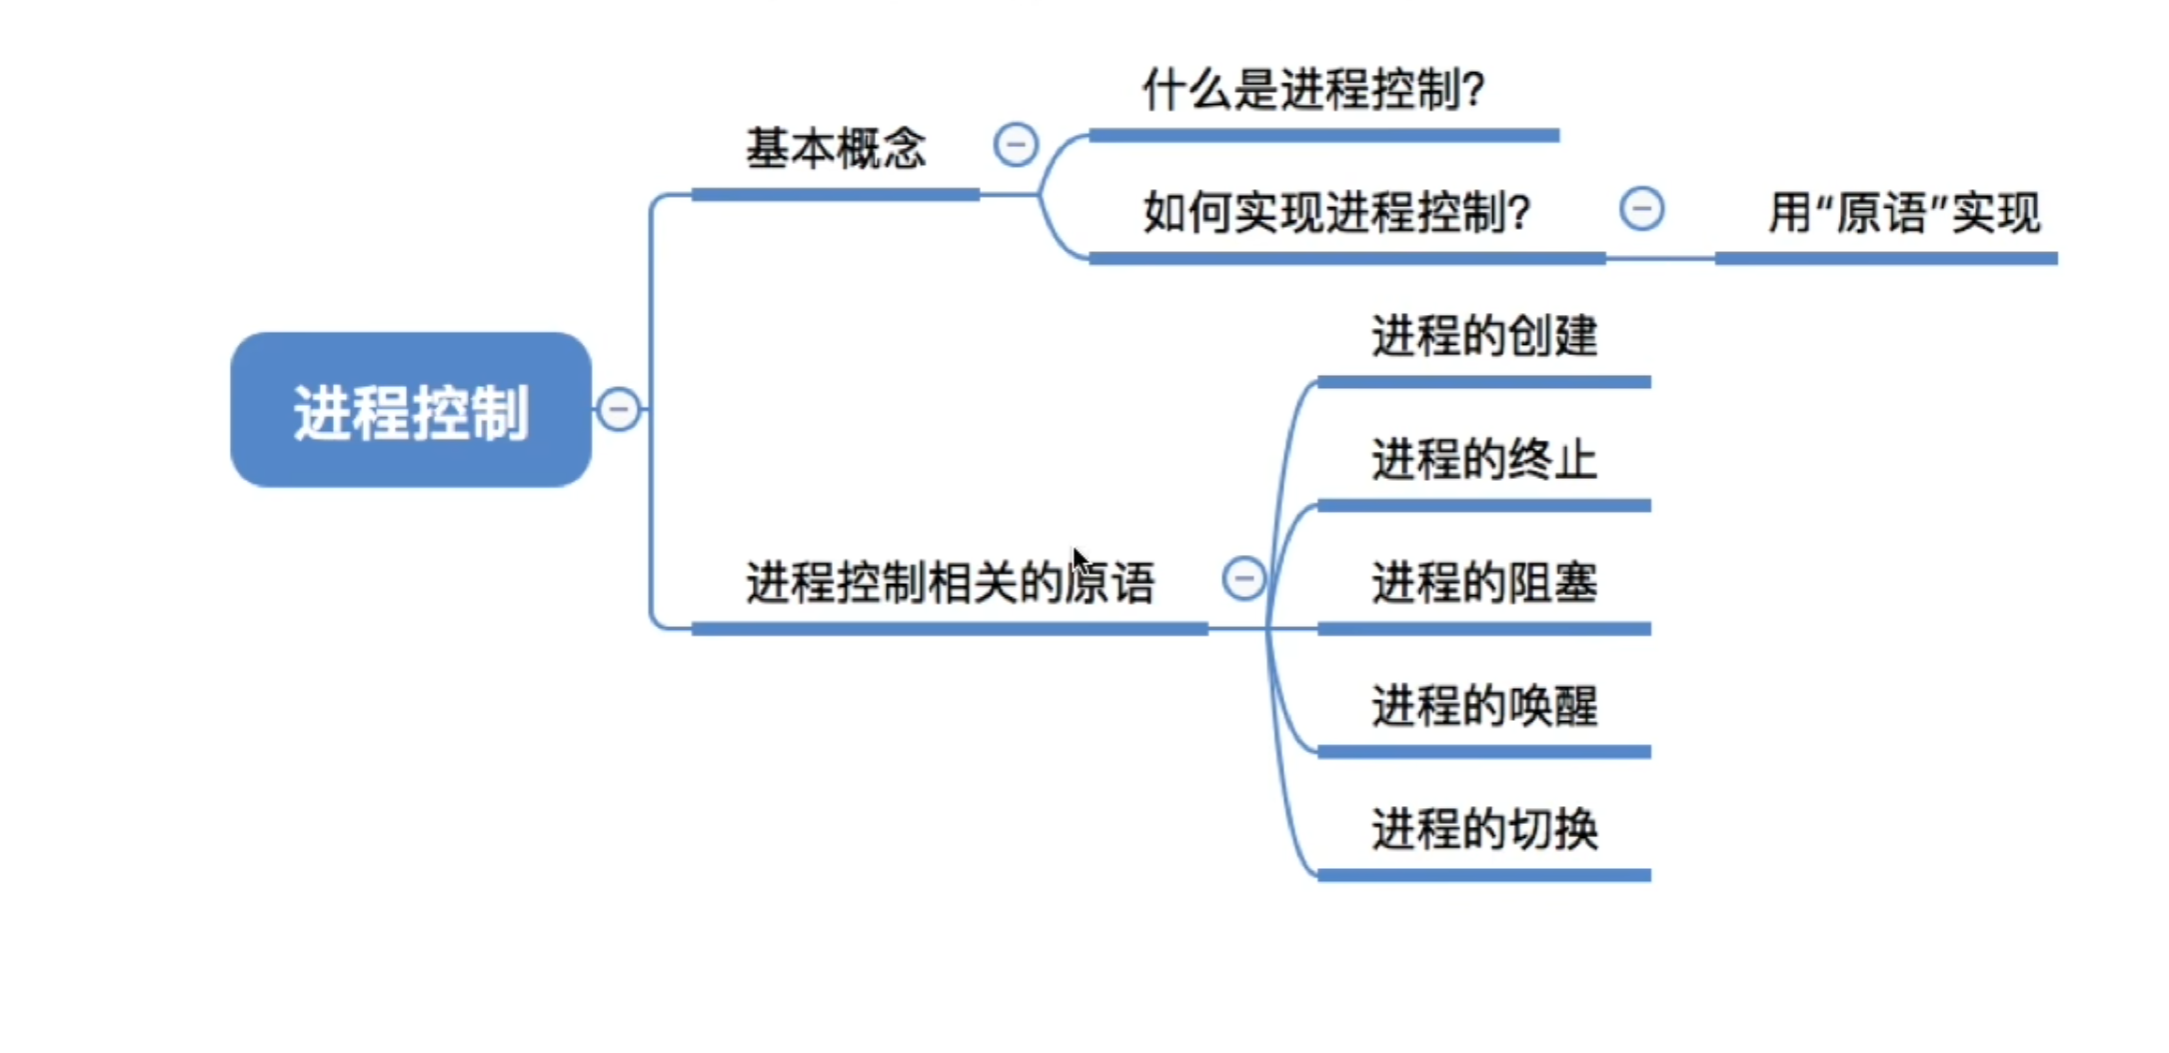 进程控制
基本概念
什么是进程控制?
如何实现进程控制?
用“原语”实现
进程控制相关的原语
进程的创建
进程的终止
进程的阻塞
进程的唤醒
进程的切换